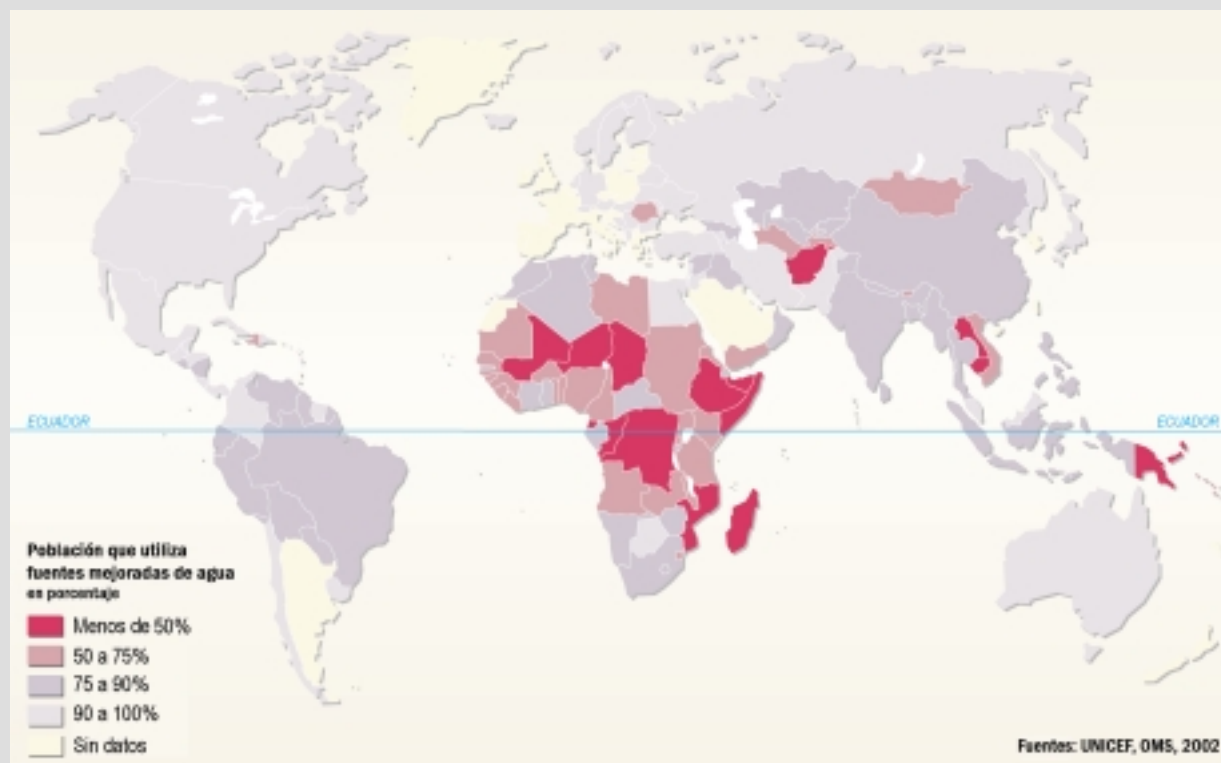 ECUADOR
ECUADOR
Población que utiliza
fuentes mejoradas de agua
en porcentaje
Menos de 50%
50 a 75%
75 a 90%
90 a 100%
Sin datos
Fuentes: UNICEF, OMS, 2002